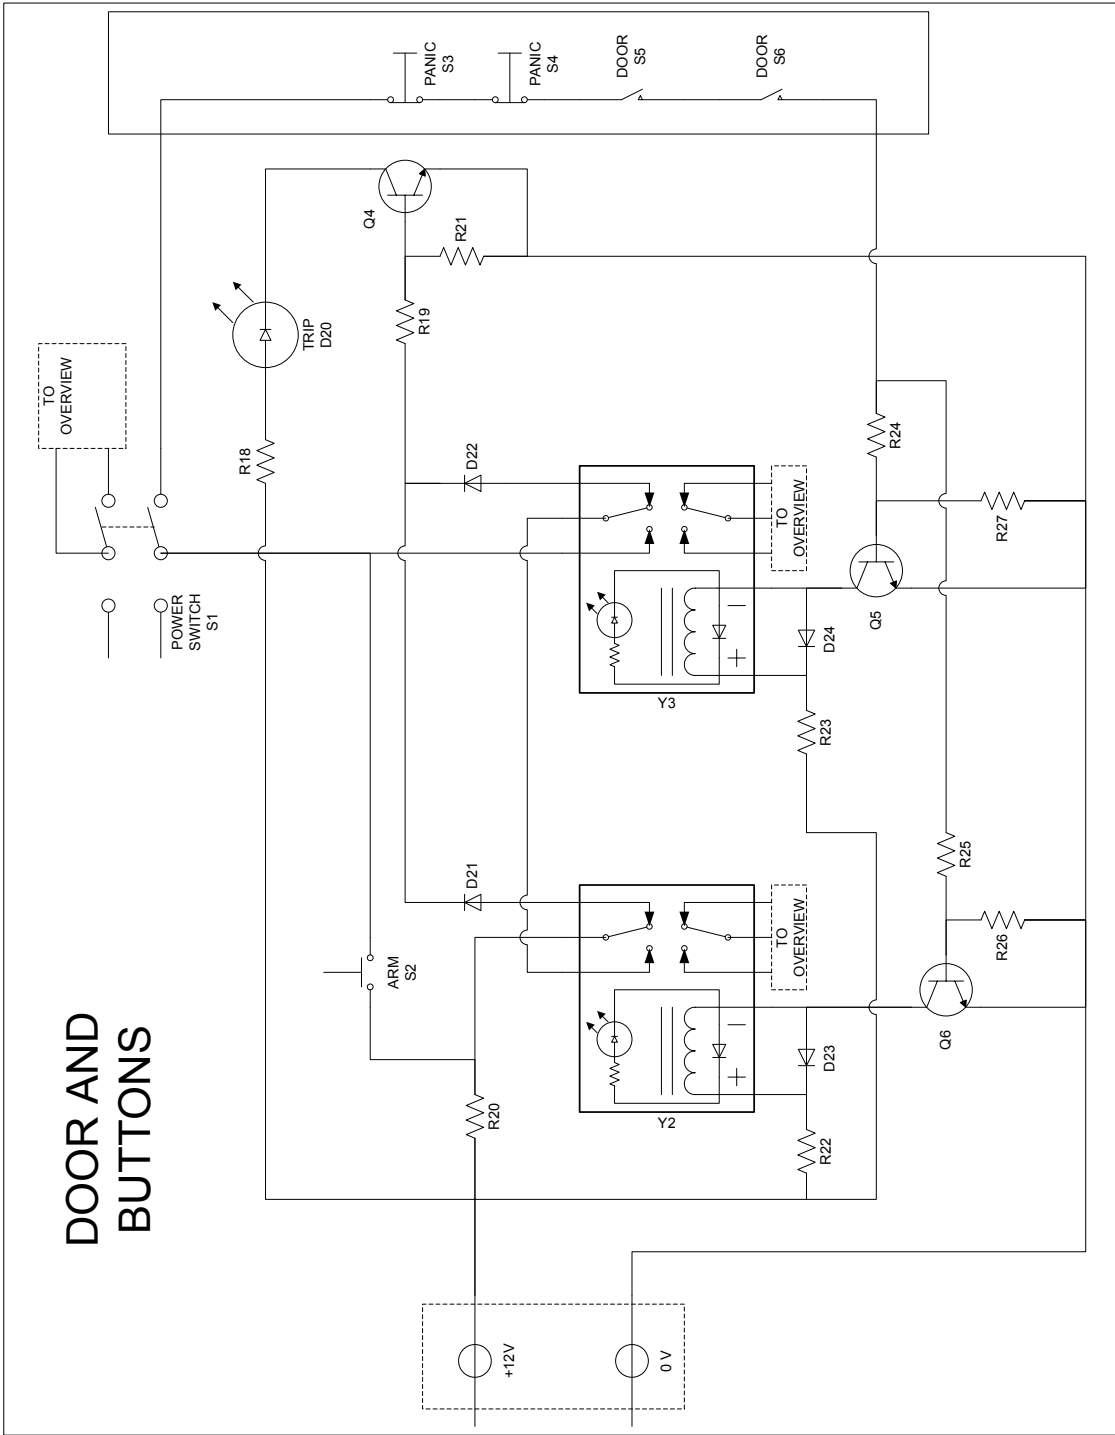 DOOR AND
BUTTONS
+12V
0 V
R20
ARM
S2
POWER
SWITCH
S1
TO
OVERVIEW
R18
TRIP
D20
Q4
R21
R19
PANIC
S3
PANIC
S4
DOOR
S5
DOOR
S6
D21
D22
Y2
TO
OVERVIEW
Y3
TO
OVERVIEW
R22
D23
R23
D24
Q5
Q6
R24
R25
R26
R27